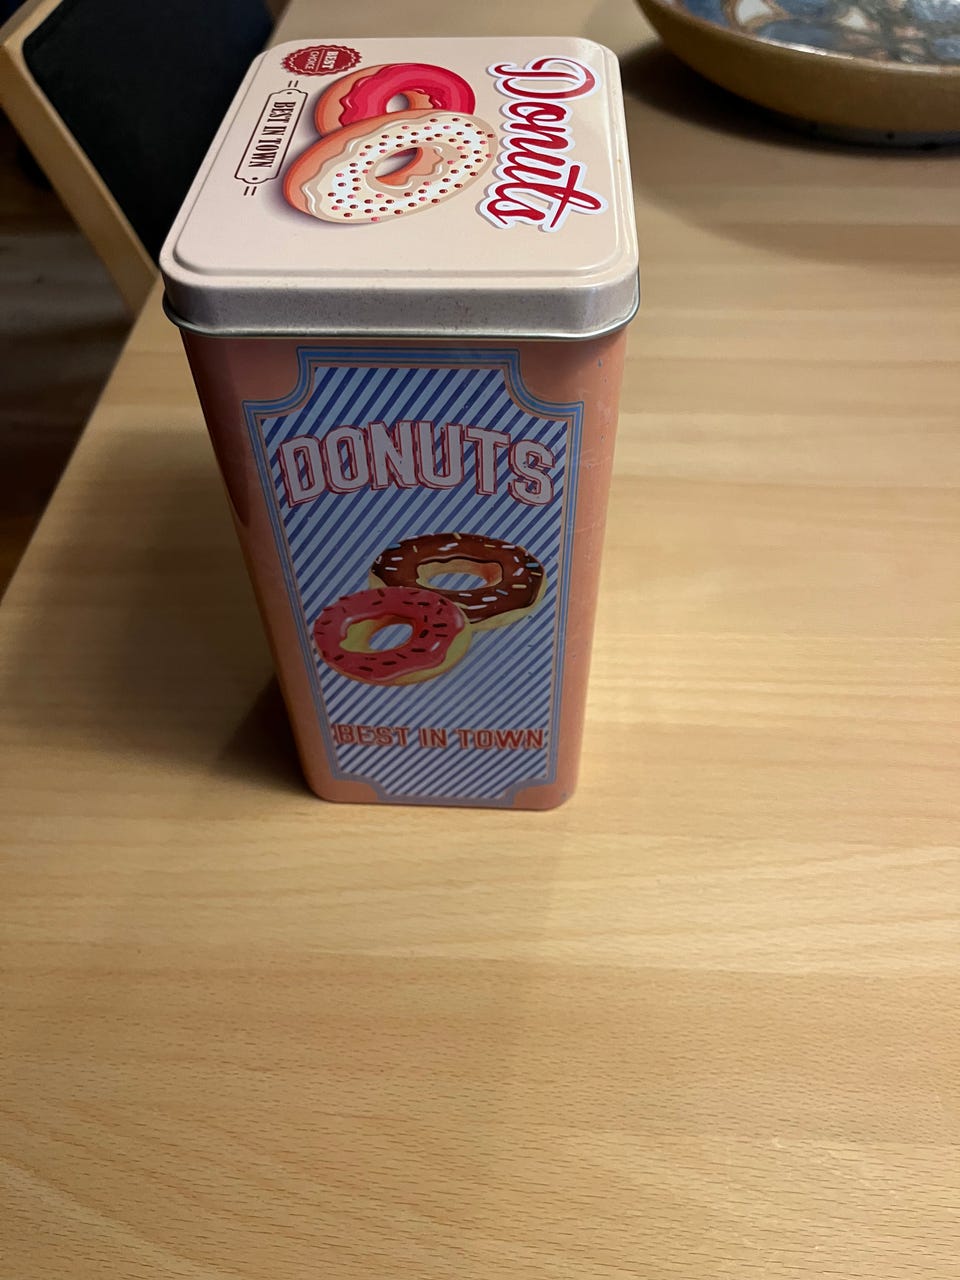 Donuts
BEST
CHOICE
BEST IN TOWN
DONUTS
BEST IN TOWN